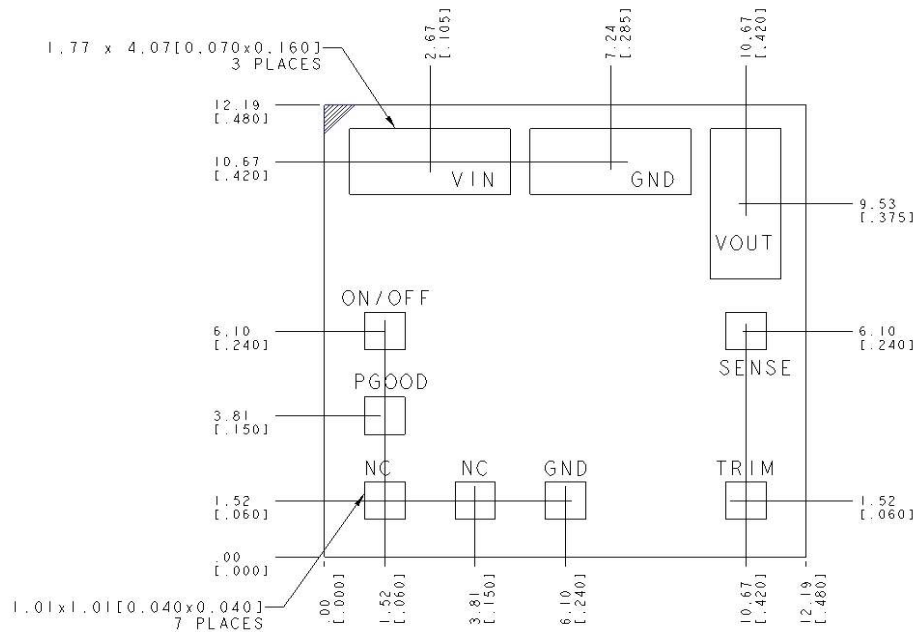 1.77 x 4.07[0.070x0.160]
3 PLACES
2.67
[.105]
7.24
[.285]
10.67
[.420]
12.19
[.480]
10.67
[.420]
VIN
GND
VOUT
9.53
[.375]
ON/OFF
6.10
[.240]
6.10
[.240]
SENSE
PGOOD
3.81
[.150]
NC
NC
GND
TRIM
1.52
[.060]
1.52
[.060]
.00
[.000]
1.01x1.01[0.040x0.040]
7 PLACES
.00
[.000]
1.52
[.060]
3.81
[.150]
6.10
[.240]
10.67
[.420]
12.19
[.480]